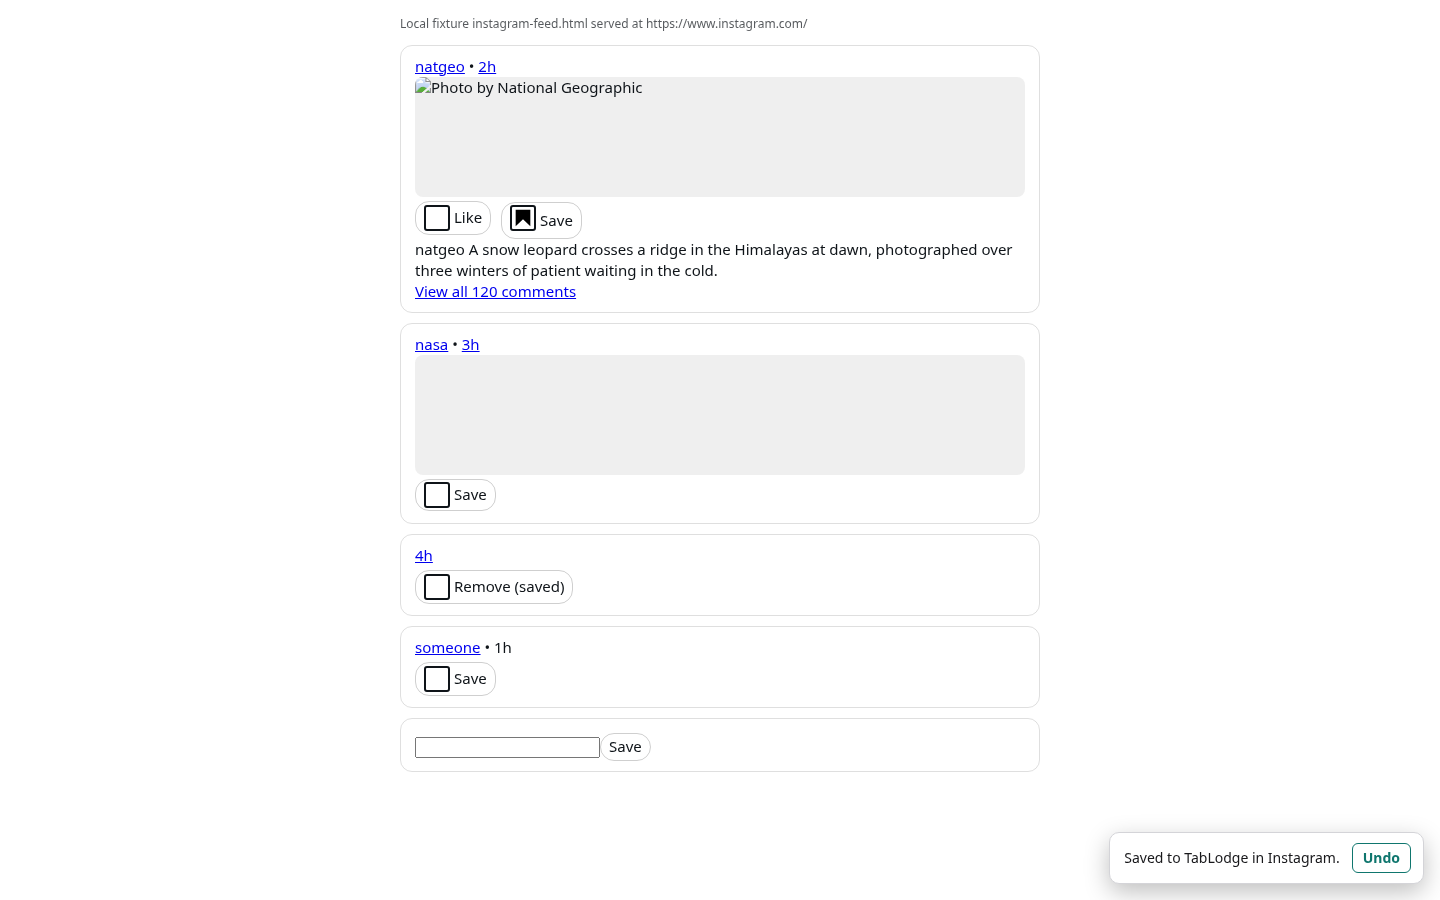 Local fixture instagram-feed.html served at https://www.instagram.com/
natgeo • 2h
Photo by National Geographic
Like Save
natgeo A snow leopard crosses a ridge in the Himalayas at dawn, photographed over
three winters of patient waiting in the cold.
View all 120 comments
nasa • 3h
Save
4h
Remove (saved)
someone • 1h
Save
Save
Saved to TabLodge in Instagram. Undo